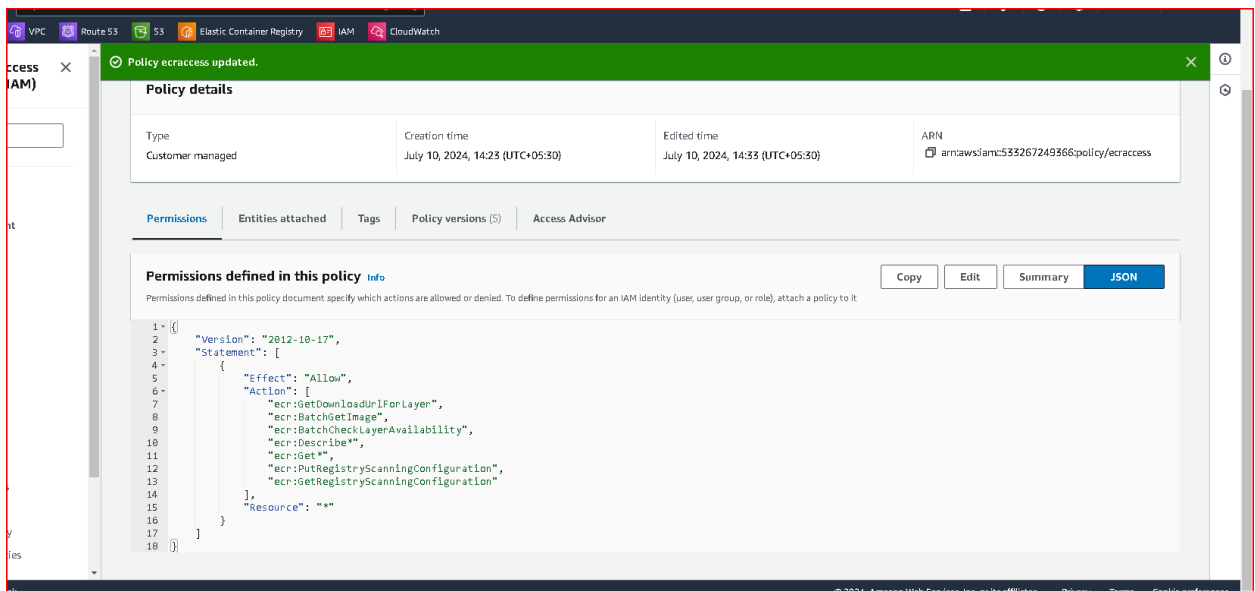 VPC Route 53 53 Elastic Container Registry IAM CloudWatch
ccess
IAM)
Policy ecraccess updated.
Policy details
Type
Customer managed
Creation time
July 10, 2024, 14:23 (UTC+05:30)
Edited time
July 10, 2024, 14:33 (UTC+05:30)
ARN
arn:aws:iam::533267249366:policy/ecraccess
nt
Permissions Entities attached Tags Policy versions (5) Access Advisor
Permissions defined in this policy Info
Copy Edit Summary JSON
Permissions defined in this policy document specify which actions are allowed or denied. To define permissions for an IAM identity (user, user group, or role), attach a policy to it
1 {
2 "Version": "2012-10-17",
3 "Statement": [
4 {
5 "Effect": "Allow",
6 "Action": [
7 "ecr:GetDownloadUrlForLayer",
8 "ecr:BatchGetImage",
9 "ecr:BatchCheckLayerAvailability",
10 "ecr:Describe*",
11 "ecr:Get*",
12 "ecr:PutRegistryScanningConfiguration",
13 "ecr:GetRegistryScanningConfiguration"
14 ],
15 "Resource": "*"
16 }
17 ]
18 }
y
ies